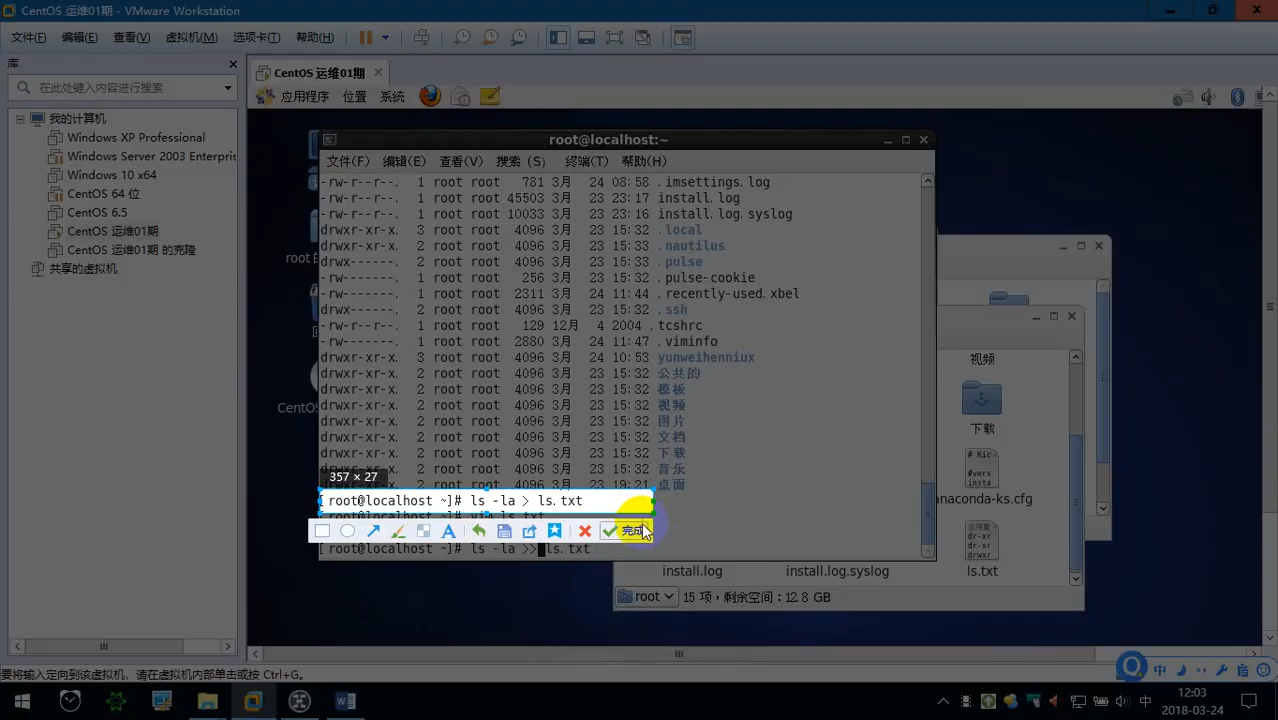 CentOS 运维01期 - VMware Workstation
文件(F) 编辑(E) 查看(V) 虚拟机(M) 选项卡(T) 帮助(H)
库
在此处键入内容进行搜索
我的计算机
Windows XP Professional
Windows Server 2003 Enterpris
Windows 10 x64
CentOS 64 位
CentOS 6.5
CentOS 运维01期
CentOS 运维01期 的克隆
共享的虚拟机
CentOS 运维01期
应用程序 位置 系统
root@localhost:~
文件(F) 编辑(E) 查看(V) 搜索 (S) 终端(T) 帮助(H)
-rw-r--r--. 1 root root 781 3月 24 08:58 .imsettings.log
-rw-r--r--. 1 root root 45503 3月 23 23:17 install.log
-rw-r--r--. 1 root root 10033 3月 23 23:16 install.log.syslog
drwxr-xr-x. 3 root root 4096 3月 23 15:32 .local
drwxr-xr-x. 2 root root 4096 3月 23 15:33 .nautilus
drwx------. 2 root root 4096 3月 23 15:33 .pulse
-rw-------. 1 root root 256 3月 23 15:32 .pulse-cookie
-rw-------. 1 root root 2311 3月 24 11:44 .recently-used.xbel
drwx------. 2 root root 4096 3月 23 15:32 .ssh
-rw-r--r--. 1 root root 129 12月 4 2004 .tcshrc
-rw-------. 1 root root 2880 3月 24 11:47 .viminfo
drwxr-xr-x. 3 root root 4096 3月 24 10:53 yunweihenniux
drwxr-xr-x. 2 root root 4096 3月 23 15:32 公共的
drwxr-xr-x. 2 root root 4096 3月 23 15:32 模板
drwxr-xr-x. 2 root root 4096 3月 23 15:32 视频
drwxr-xr-x. 2 root root 4096 3月 23 15:32 图片
drwxr-xr-x. 2 root root 4096 3月 23 15:32 文档
drwxr-xr-x. 2 root root 4096 3月 23 15:32 下载
drwxr-xr-x. 2 root root 4096 3月 23 15:32 音乐
drwxr-xr-x. 2 root root 4096 3月 23 19:21 桌面
357 × 27
[root@localhost ~]# ls -la > ls.txt
[root@localhost ~]# vim ls.txt
完成
[root@localhost ~]# ls -la >> ls.txt
root 的
CentO
视频
下载
# Kic
#vers
insta
anaconda-ks.cfg
dr-xr
drwxr
install.log install.log.syslog ls.txt
root 15 项，剩余空间：12.8 GB
要将输入定向到该虚拟机，请在虚拟机内部单击或按 Ctrl+G。
中
中
12:03
2018-03-24